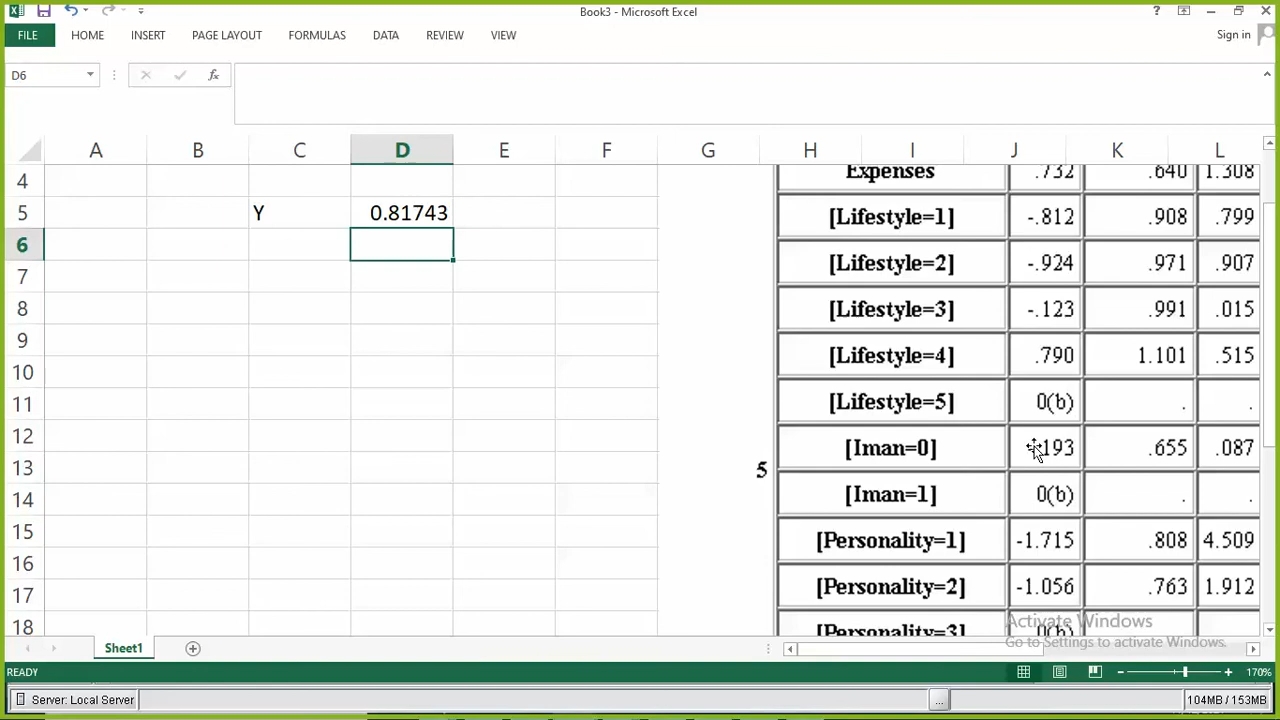 Book3 - Microsoft Excel
FILE HOME INSERT PAGE LAYOUT FORMULAS DATA REVIEW VIEW Sign in
D6 fx
A B C D E F G H I J K L
4
5 Y 0.81743
6
7
8
9
10
11
12
13
14
15
16
17
18
Expenses .732 .640 1.308
[Lifestyle=1] -.812 .908 .799
[Lifestyle=2] -.924 .971 .907
[Lifestyle=3] -.123 .991 .015
[Lifestyle=4] .790 1.101 .515
[Lifestyle=5] 0(b) . .
[Iman=0] .655 .087
5
[Iman=1] 0(b) . .
[Personality=1] -1.715 .808 4.509
[Personality=2] -1.056 .763 1.912
[Personality=3] 0(b)
Activate Windows
Go to Settings to activate Windows.
Sheet1
READY 170%
Server: Local Server ... 104MB / 153MB